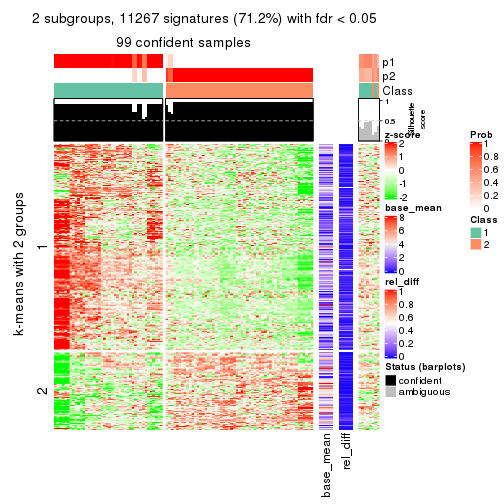 2 subgroups, 11267 signatures (71.2%) with fdr < 0.05
99 confident samples
p1
p2
Class
1
0.5
0
Silhouette
score
k-means with 2 groups
1
2
base_mean
rel_diff
z-score
2
1
0
-1
-2
base_mean
8
6
4
2
0
rel_diff
1
0.8
0.6
0.4
0.2
0
Status (barplots)
confident
ambiguous
Prob
1
0.8
0.6
0.4
0.2
0
Class
1
2